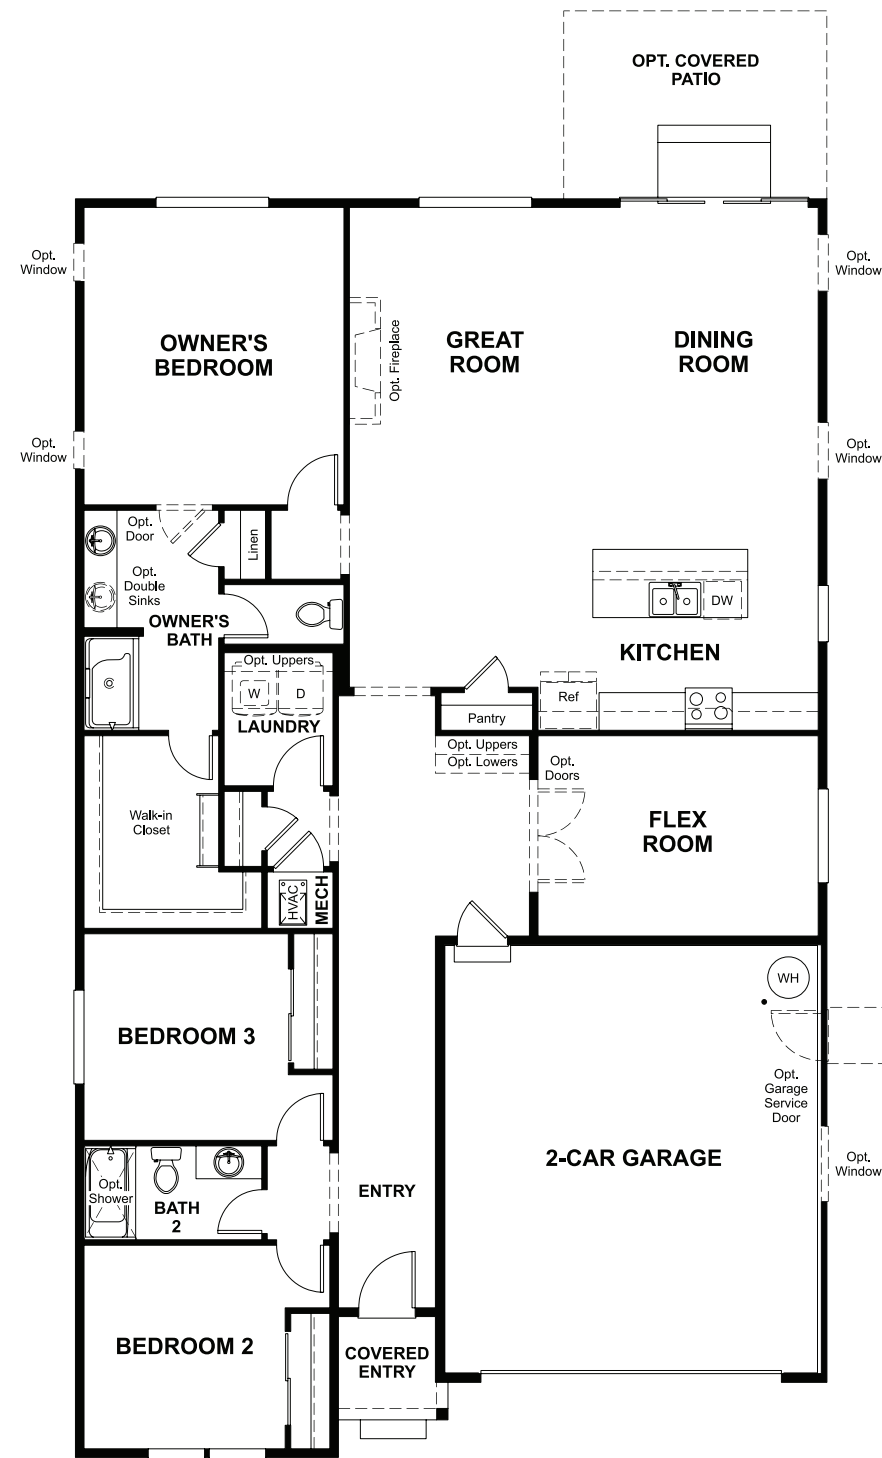 OPT. COVERED
PATIO
Opt.
Window
Opt.
Window
OWNER'S
BEDROOM
Opt. Fireplace
GREAT
ROOM
DINING
ROOM
Opt.
Window
Opt.
Window
Opt.
Door
Linen
Opt.
Double
Sinks
OWNER'S
BATH
DW
KITCHEN
Opt. Uppers
W
D
LAUNDRY
Ref
Pantry
Opt. Uppers
Opt. Lowers
Opt.
Doors
Walk-in
Closet
FLEX
ROOM
HVAC
MECH
WH
BEDROOM 3
Opt.
Garage
Service
Door
2-CAR GARAGE
Opt.
Window
Opt.
Shower
BATH
2
ENTRY
BEDROOM 2
COVERED
ENTRY